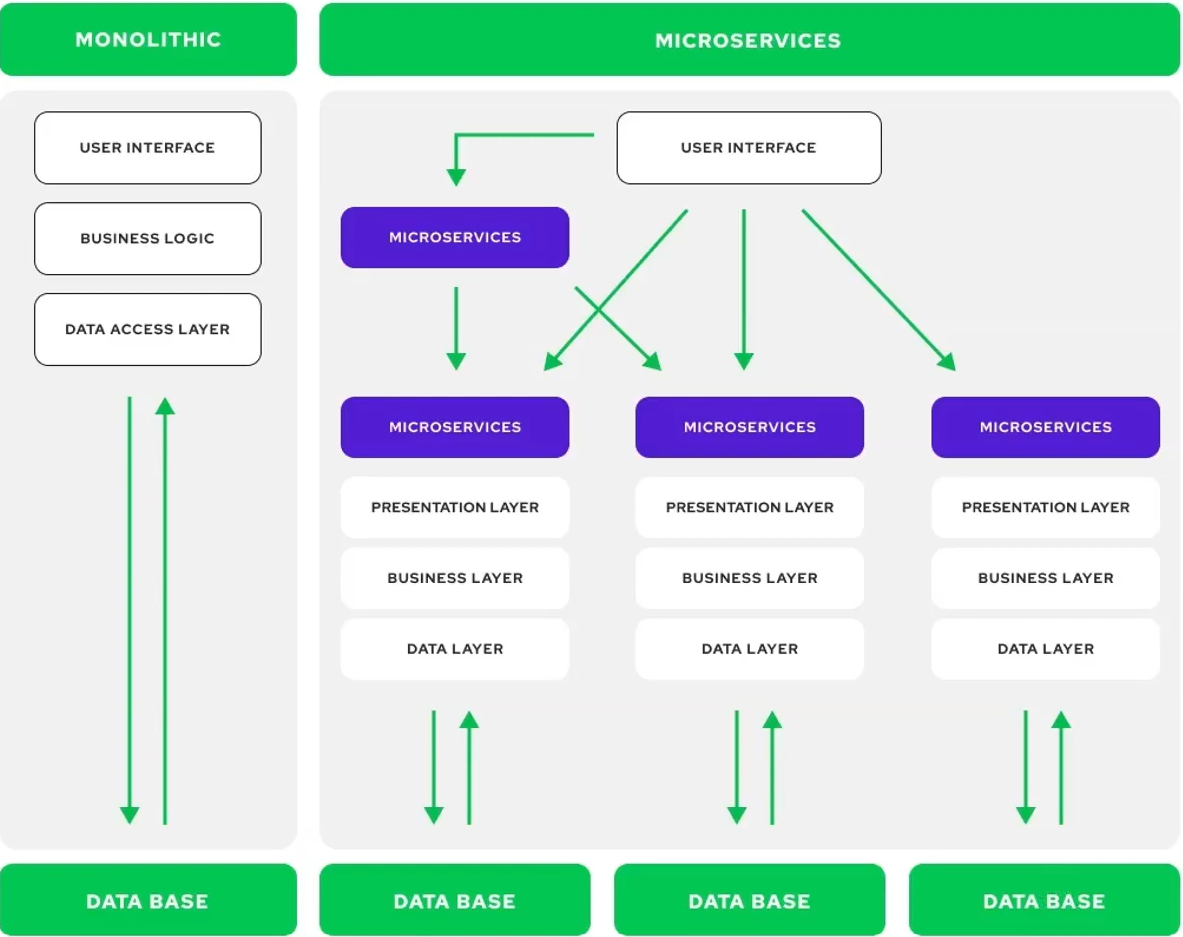 MONOLITHIC
MICROSERVICES
USER INTERFACE
BUSINESS LOGIC
DATA ACCESS LAYER
USER INTERFACE
MICROSERVICES
MICROSERVICES
MICROSERVICES
MICROSERVICES
PRESENTATION LAYER
PRESENTATION LAYER
PRESENTATION LAYER
BUSINESS LAYER
BUSINESS LAYER
BUSINESS LAYER
DATA LAYER
DATA LAYER
DATA LAYER
DATA BASE
DATA BASE
DATA BASE
DATA BASE